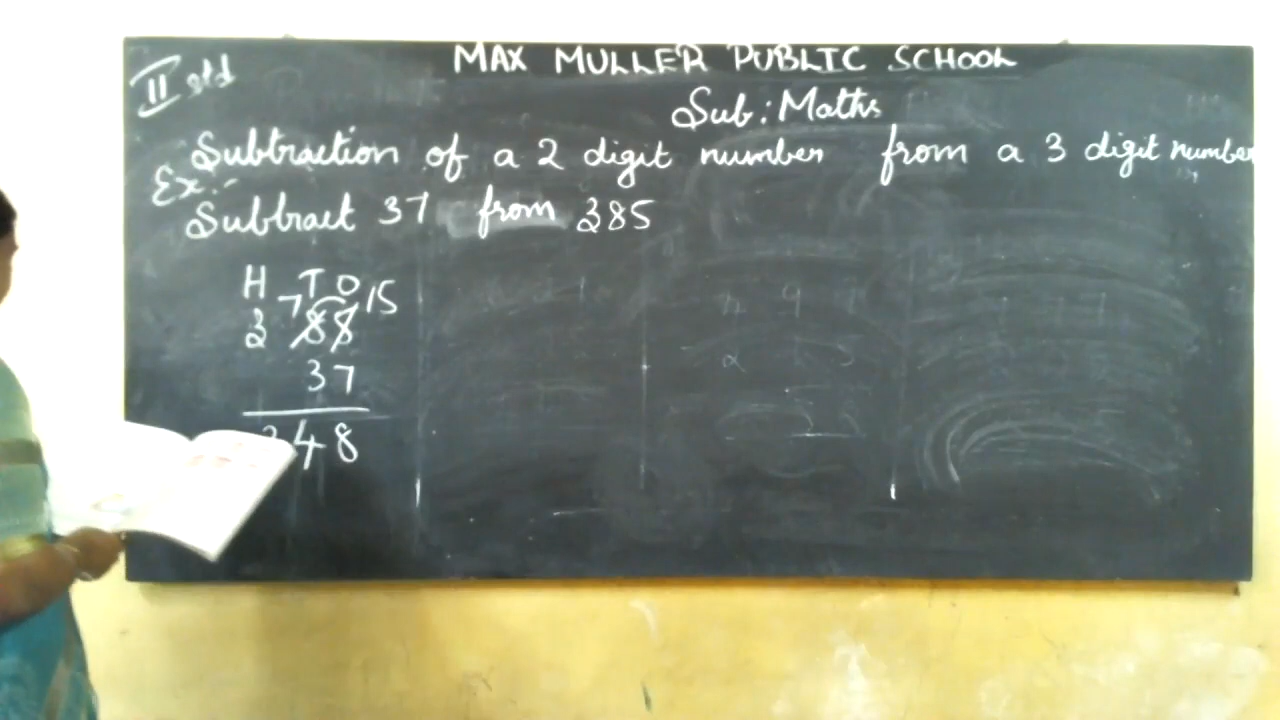 MAX MULLER PUBLIC SCHOOL
II std
Sub: Maths
Subtraction of a 2 digit number from a 3 digit number
Ex:-
Subtract 37 from 385
H T O
7 15
3 8 5
37
348